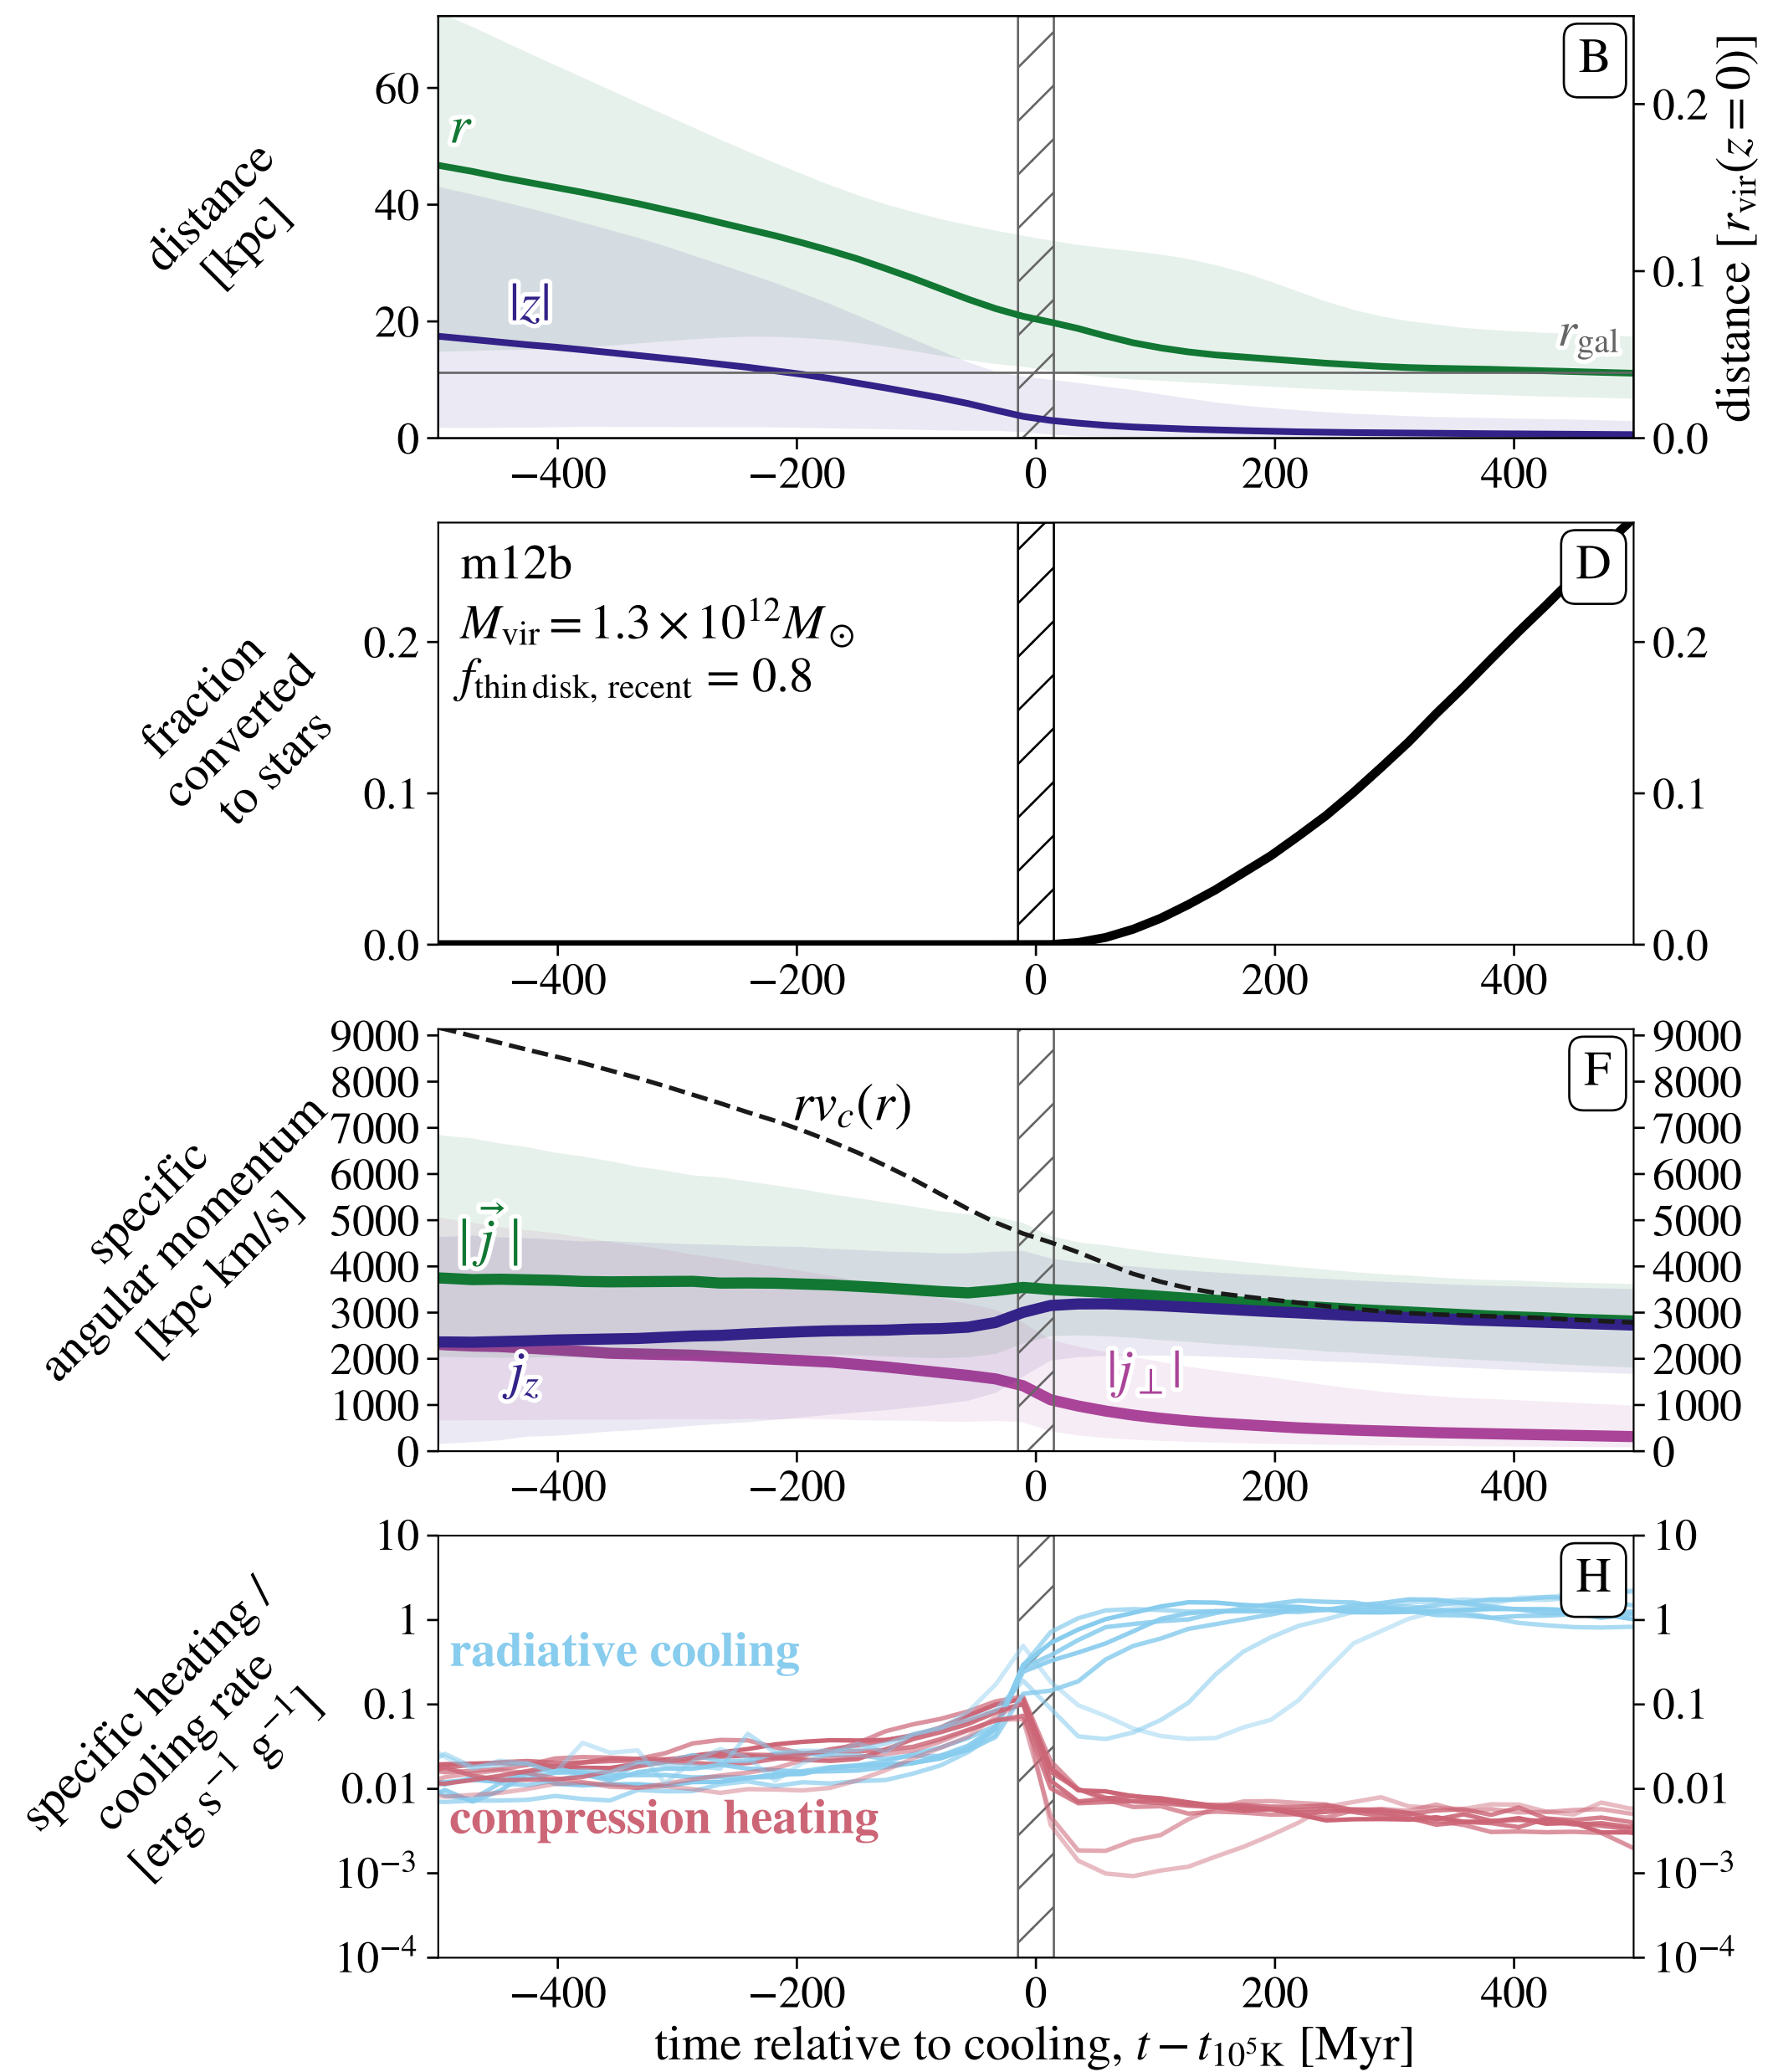 B
distance
[kpc]
60
40
20
0
r
|z|
r_gal
0.2
0.1
0.0
distance [r_vir(z=0)]
−400 −200 0 200 400
D
m12b
M_vir = 1.3 × 10^12 M_⊙
f_thin disk, recent = 0.8
fraction
converted
to stars
0.2
0.1
0.0
0.2
0.1
0.0
−400 −200 0 200 400
F
specific
angular momentum
[kpc km/s]
9000
8000
7000
6000
5000
4000
3000
2000
1000
0
rv_c(r)
|j⃗|
j_z
|j_⊥|
9000
8000
7000
6000
5000
4000
3000
2000
1000
0
−400 −200 0 200 400
H
specific heating /
cooling rate
[erg s^−1 g^−1]
10
1
0.1
0.01
10^−3
10^−4
radiative cooling
compression heating
10
1
0.1
0.01
10^−3
10^−4
−400 −200 0 200 400
time relative to cooling, t − t_10^5K [Myr]